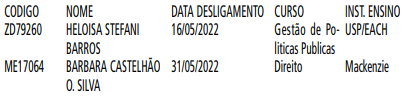 CODIGO NOME DATA DESLIGAMENTO CURSO INST. ENSINO
ZD79260 HELOISA STEFANI 16/05/2022 Gestão de Po- USP/EACH
BARROS liticas Publicas
ME17064 BARBARA CASTELHÃO 31/05/2022 Direito Mackenzie
O. SILVA